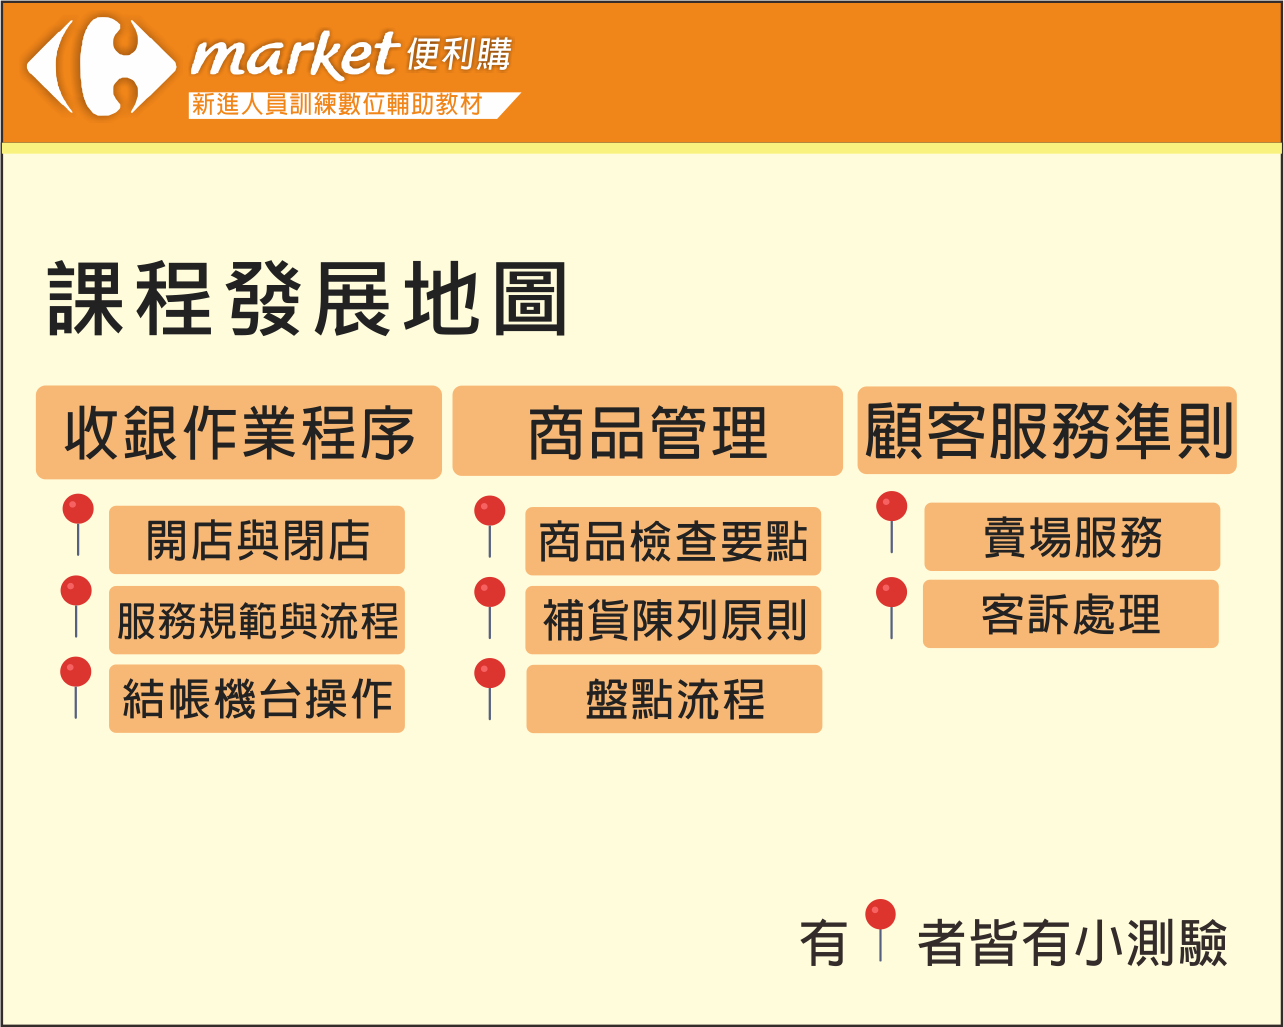 market 便利購
新進人員訓練數位輔助教材
課程發展地圖
收銀作業程序
開店與閉店
服務規範與流程
結帳機台操作
商品管理
商品檢查要點
補貨陳列原則
盤點流程
顧客服務準則
賣場服務
客訴處理
有 者皆有小測驗